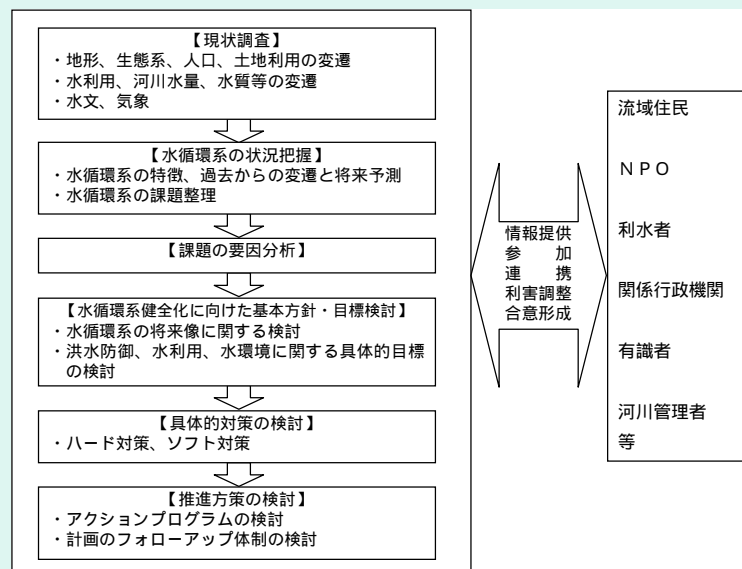 【現状調査】
・地形、生態系、人口、土地利用の変遷
・水利用、河川水量、水質等の変遷
・水文、気象
【水循環系の状況把握】
・水循環系の特徴、過去からの変遷と将来予測
・水循環系の課題整理
【課題の要因分析】
【水循環系健全化に向けた基本方針・目標検討】
・水循環系の将来像に関する検討
・洪水防御、水利用、水環境に関する具体的目標
の検討
【具体的対策の検討】
・ハード対策、ソフト対策
【推進方策の検討】
・アクションプログラムの検討
・計画のフォローアップ体制の検討
情報提供
参　　加
連　　携
利害調整
合意形成
流域住民
ＮＰＯ
利水者
関係行政機関
有識者
河川管理者
等